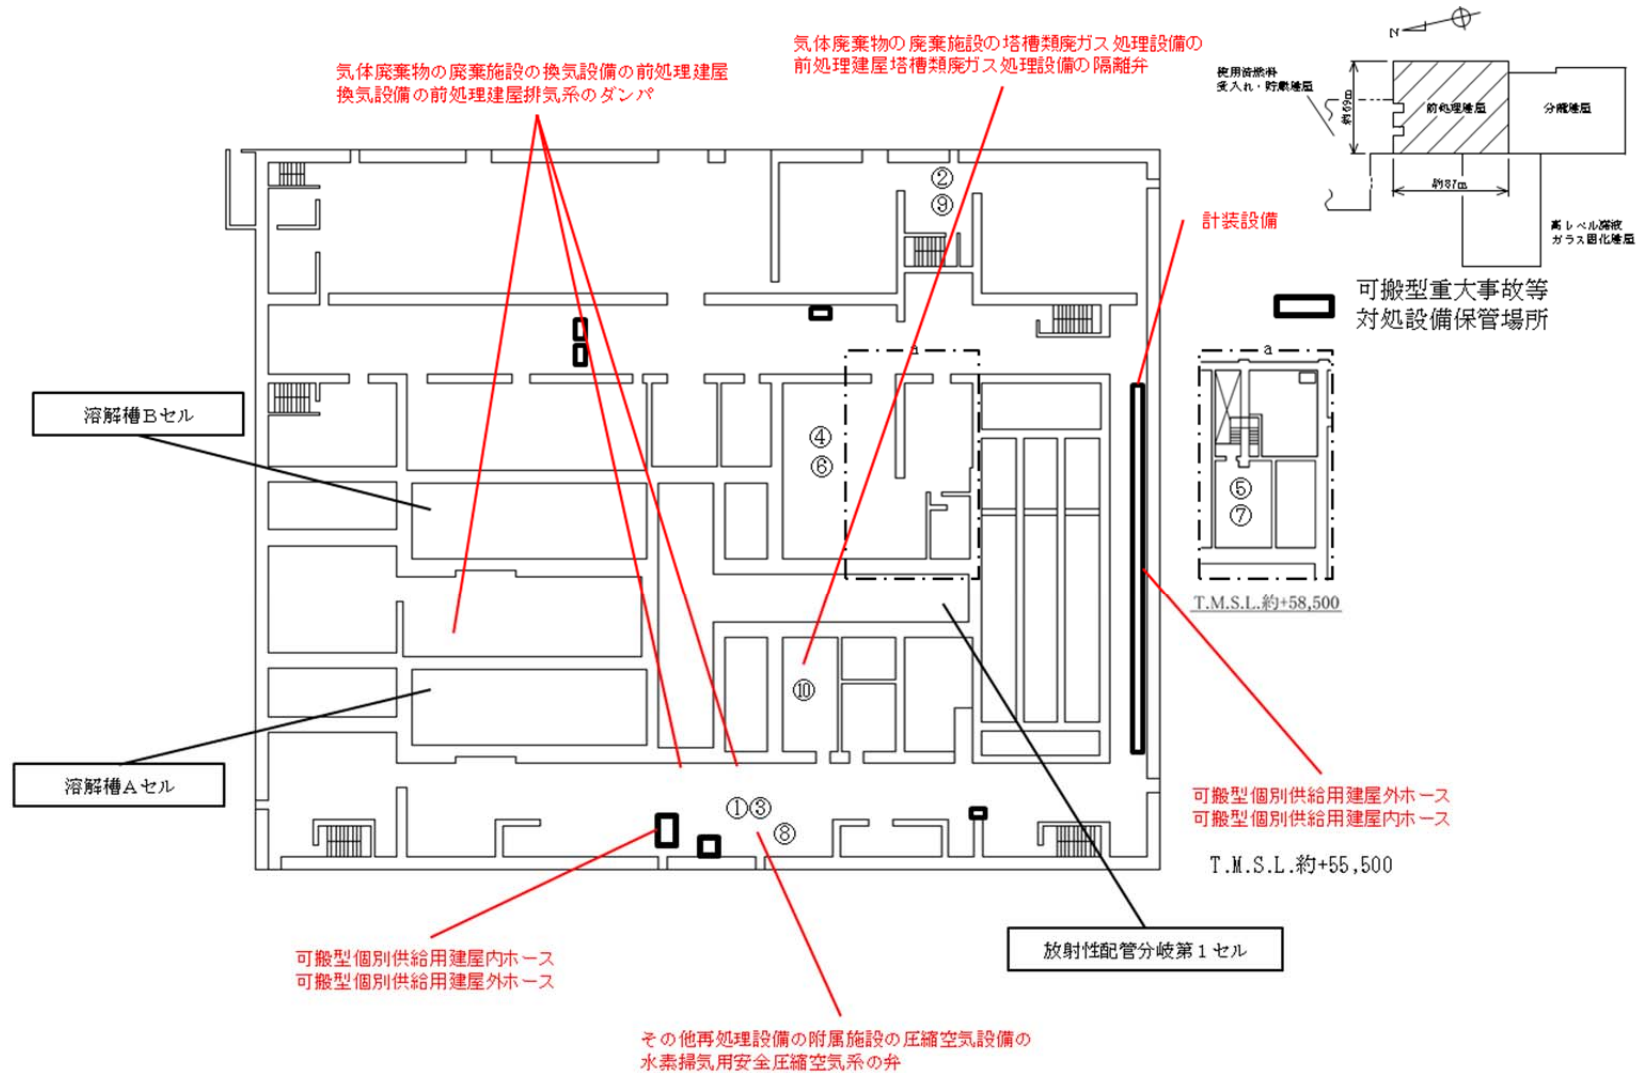 気体廃棄物の廃棄施設の換気設備の前処理建屋
換気設備の前処理建屋排気系のダンパ
気体廃棄物の廃棄施設の塔槽類廃ガス処理設備の
前処理建屋塔槽類廃ガス処理設備の隔離弁
N
使用済燃料
受入れ・貯蔵建屋
約69m
前処理建屋
分離建屋
約87m
高レベル廃液
ガラス固化建屋
②
⑨
計装設備
可搬型重大事故等
対処設備保管場所
a
a
溶解槽Bセル
④
⑥
⑤
⑦
T.M.S.L.約+58,500
⑩
溶解槽Aセル
①③
⑧
可搬型個別供給用建屋外ホース
可搬型個別供給用建屋内ホース
T.M.S.L.約+55,500
放射性配管分岐第1セル
可搬型個別供給用建屋内ホース
可搬型個別供給用建屋外ホース
その他再処理設備の附属施設の圧縮空気設備の
水素掃気用安全圧縮空気系の弁